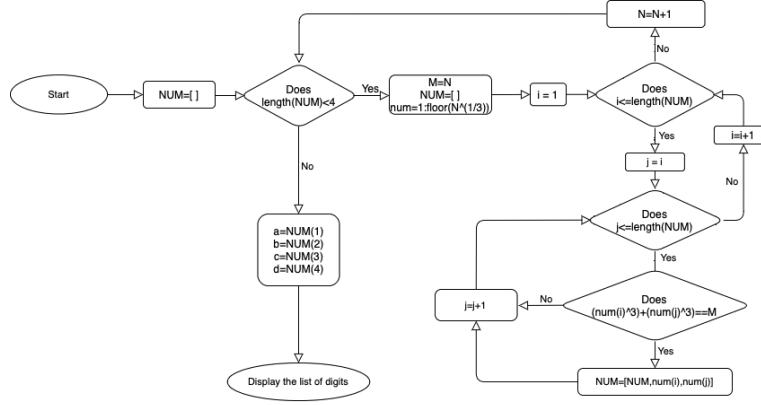 N=N+1
No
Start
NUM=[ ]
Does
length(NUM)<4
Yes
M=N
NUM=[ ]
num=1:floor(N^(1/3))
i = 1
Does
i<=length(NUM)
Yes
i=i+1
j = i
No
No
Does
j<=length(NUM)
Yes
a=NUM(1)
b=NUM(2)
c=NUM(3)
d=NUM(4)
j=j+1
No
Does
(num(i)^3)+(num(j)^3)==M
Yes
Display the list of digits
NUM=[NUM,num(i),num(j)]